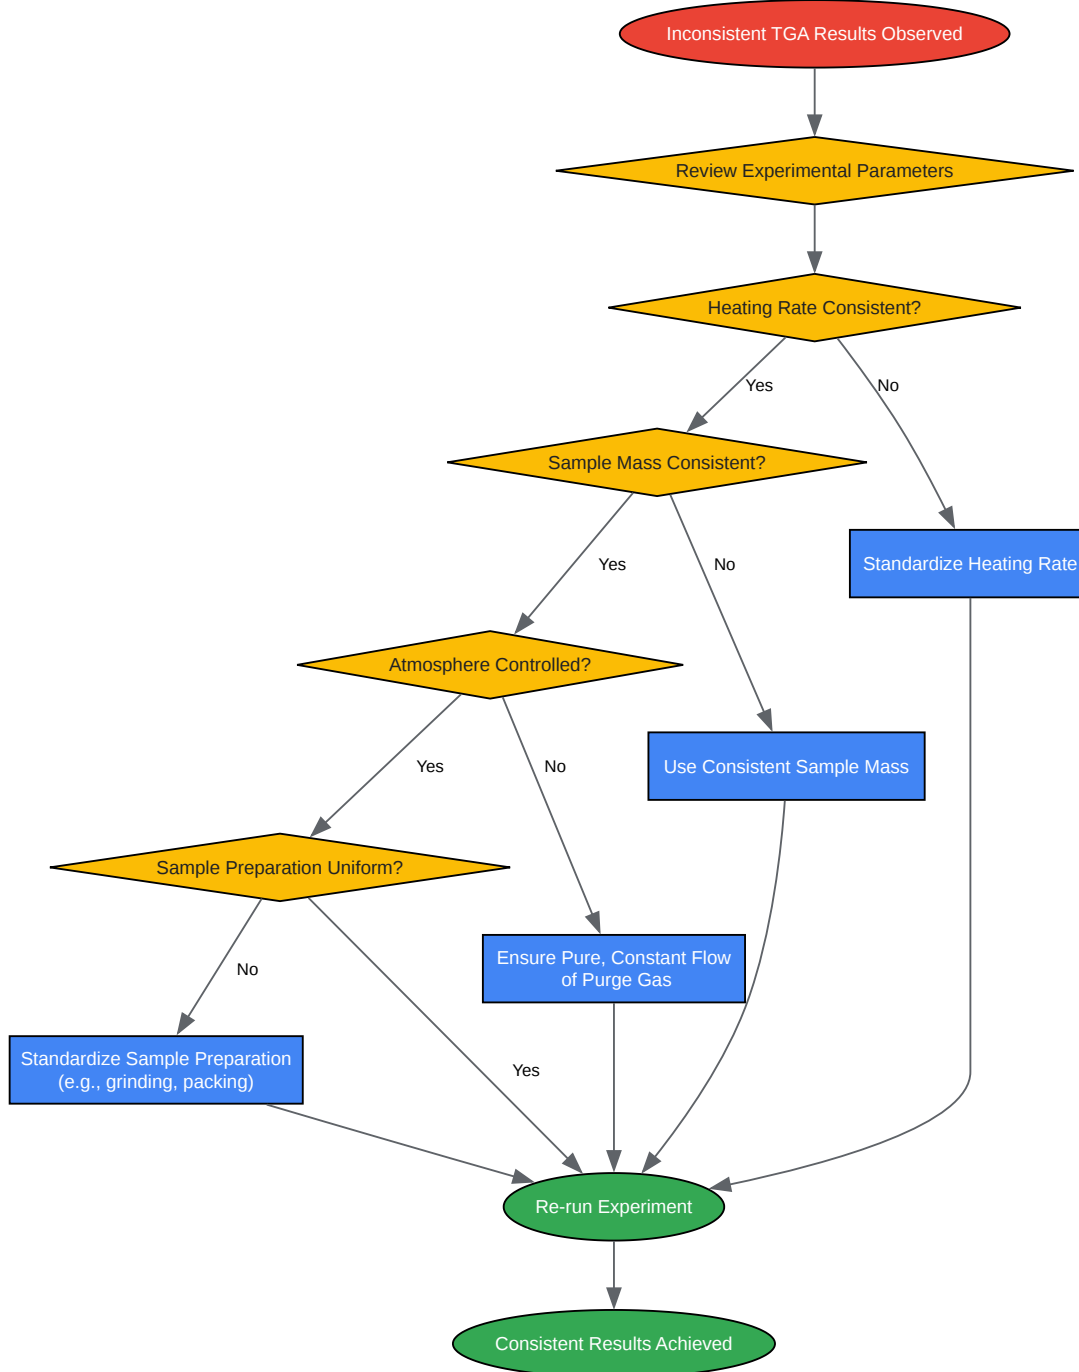 Inconsistent TGA Results Observed
Review Experimental Parameters
Heating Rate Consistent?
Yes
No
Sample Mass Consistent?
Yes
No
Standardize Heating Rate
Atmosphere Controlled?
Yes
No
Use Consistent Sample Mass
Sample Preparation Uniform?
No
Yes
Ensure Pure, Constant Flow
of Purge Gas
Standardize Sample Preparation
(e.g., grinding, packing)
Re-run Experiment
Consistent Results Achieved